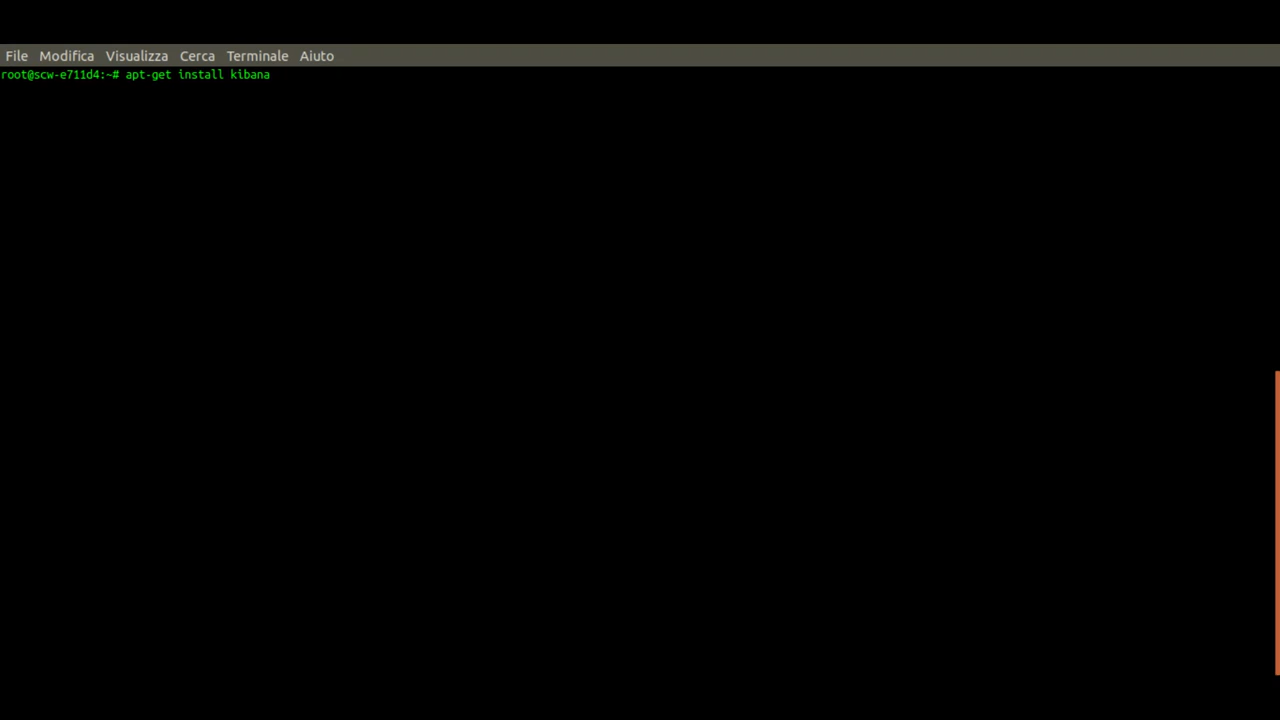 File Modifica Visualizza Cerca Terminale Aiuto
root@scw-e711d4:~# apt-get install kibana